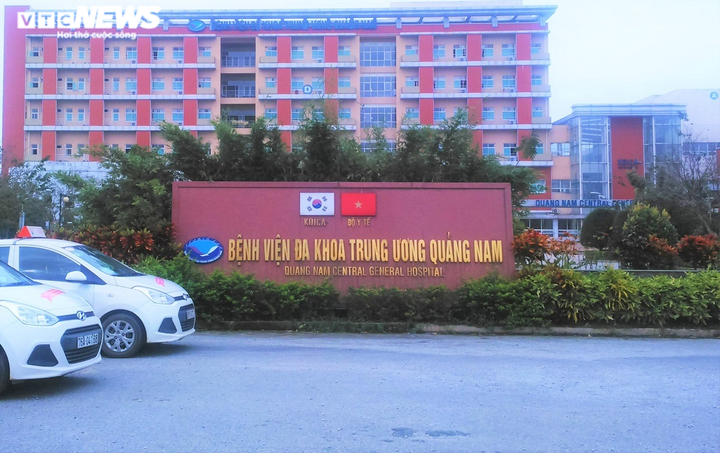 VTC NEWS
Hơi thở cuộc sống
KOICA
BỘ Y TẾ
BỆNH VIỆN ĐA KHOA TRUNG ƯƠNG QUẢNG NAM
QUANG NAM CENTRAL GENERAL HOSPITAL
QUANG NAM CENTRAL GENE